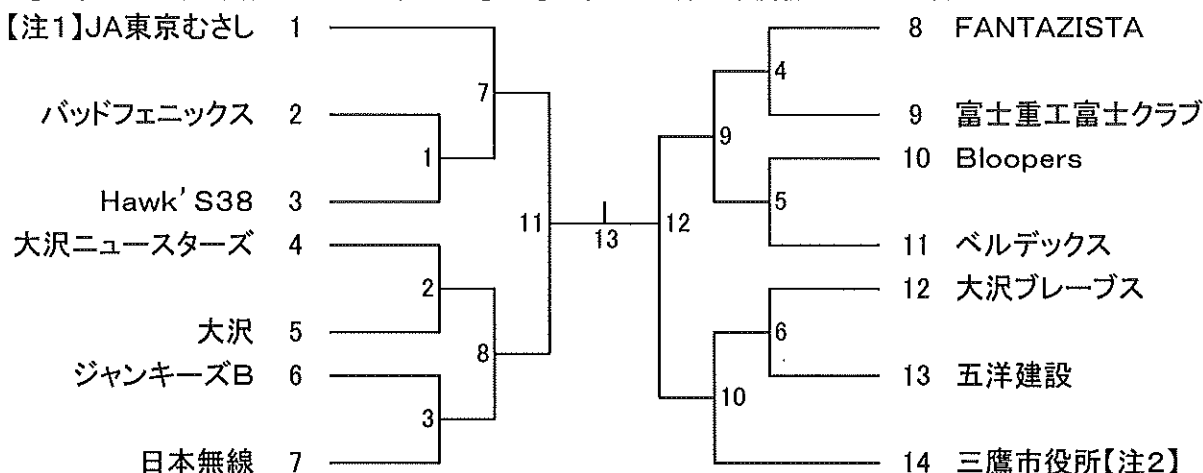 【注1】JA東京むさし 1
バッドフェニックス 2
Hawk'S38 3
大沢ニュースターズ 4
大沢 5
ジャンキーズB 6
日本無線 7
7
1
2
8
3
11
13
12
9
4
5
6
10
8 FANTAZISTA
9 富士重工富士クラブ
10 Bloopers
11 ベルデックス
12 大沢ブレーブス
13 五洋建設
14 三鷹市役所【注2】